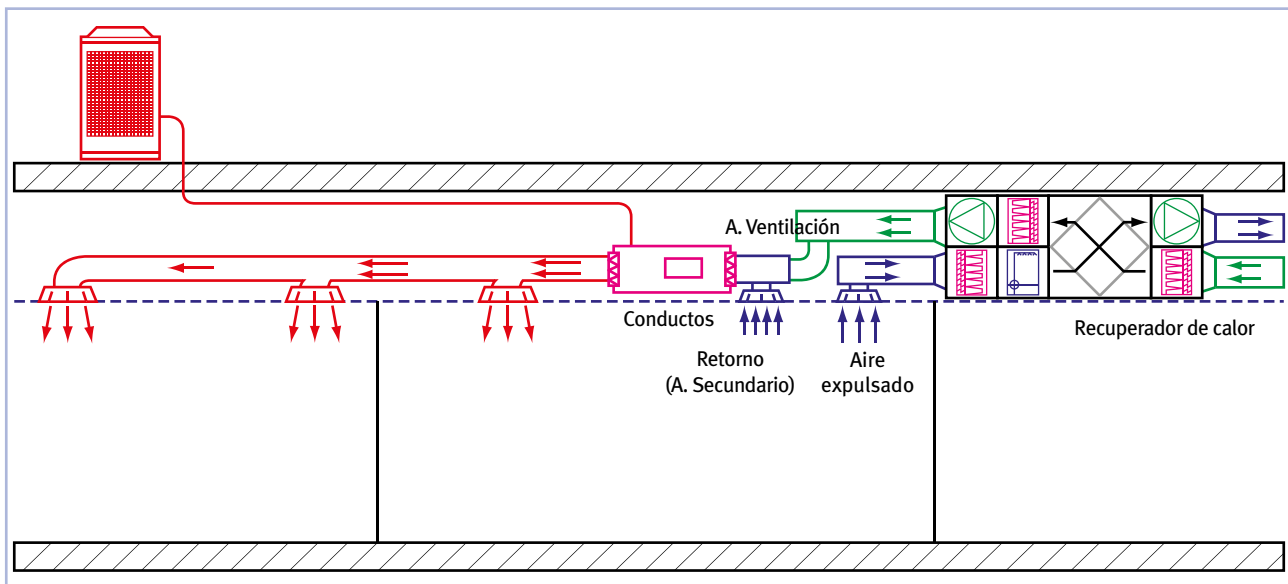 A. Ventilación
Conductos
Recuperador de calor
Retorno
(A. Secundario)
Aire
expulsado